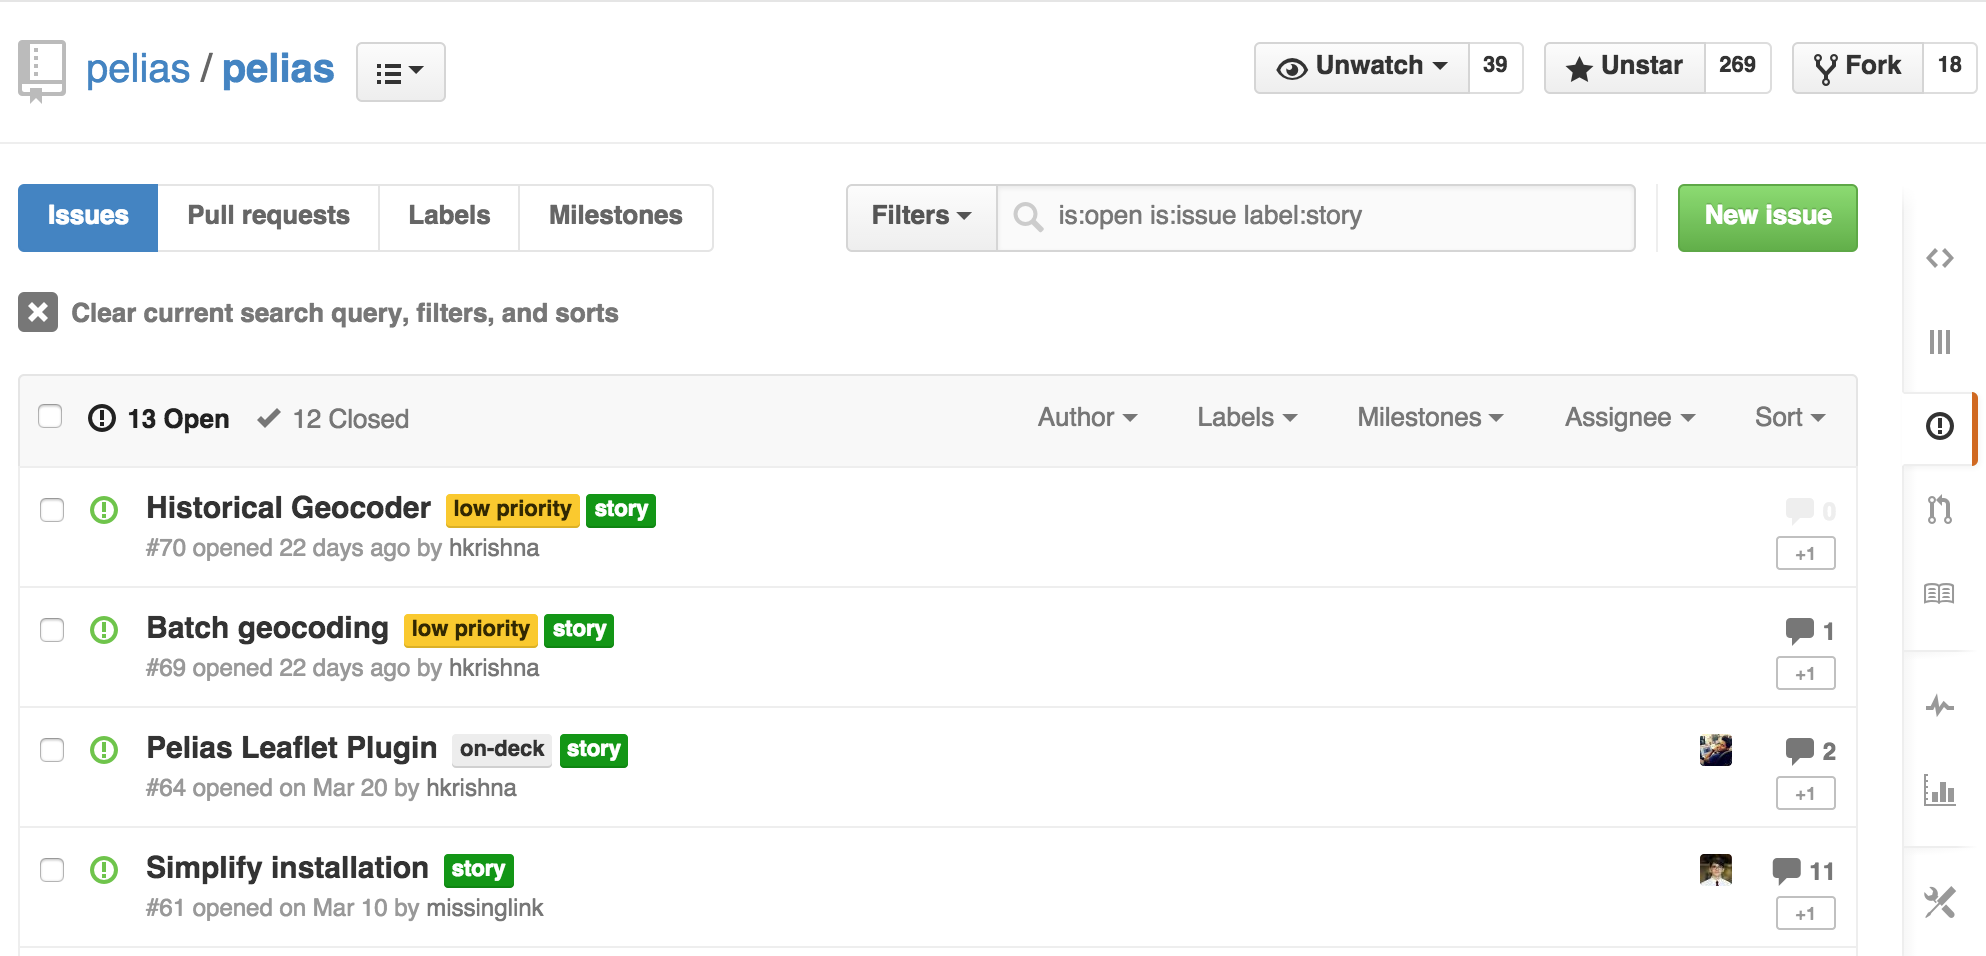 pelias / pelias
Unwatch 39 Unstar 269 Fork 18
Issues Pull requests Labels Milestones Filters is:open is:issue label:story New issue
Clear current search query, filters, and sorts
13 Open 12 Closed Author Labels Milestones Assignee Sort
Historical Geocoder low priority story 0
#70 opened 22 days ago by hkrishna +1
Batch geocoding low priority story 1
#69 opened 22 days ago by hkrishna +1
Pelias Leaflet Plugin on-deck story 2
#64 opened on Mar 20 by hkrishna +1
Simplify installation story 11
#61 opened on Mar 10 by missinglink +1